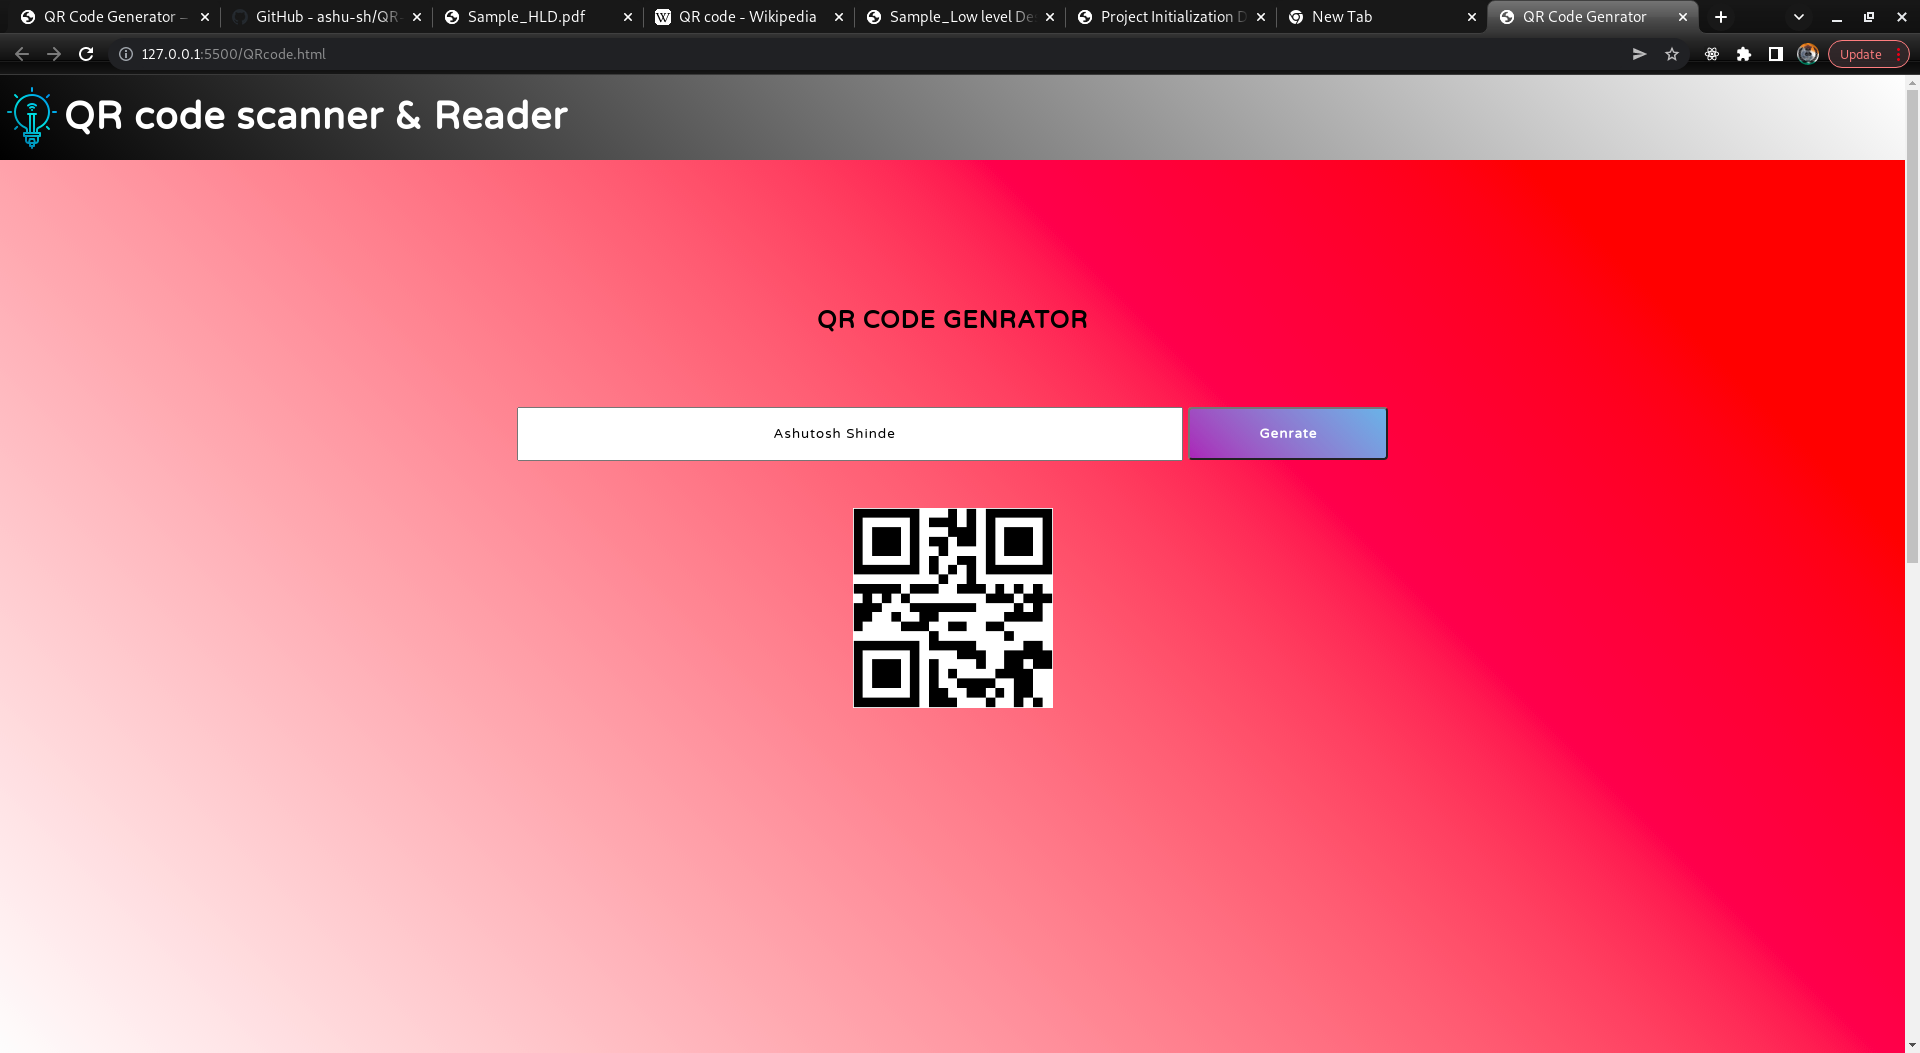 QR Code Generator –
GitHub - ashu-sh/QR-
Sample_HLD.pdf
QR code - Wikipedia
Sample_Low level De
Project Initialization D
New Tab
QR Code Genrator
127.0.0.1:5500/QRcode.html
Update
QR code scanner & Reader
QR CODE GENRATOR
Ashutosh Shinde
Genrate